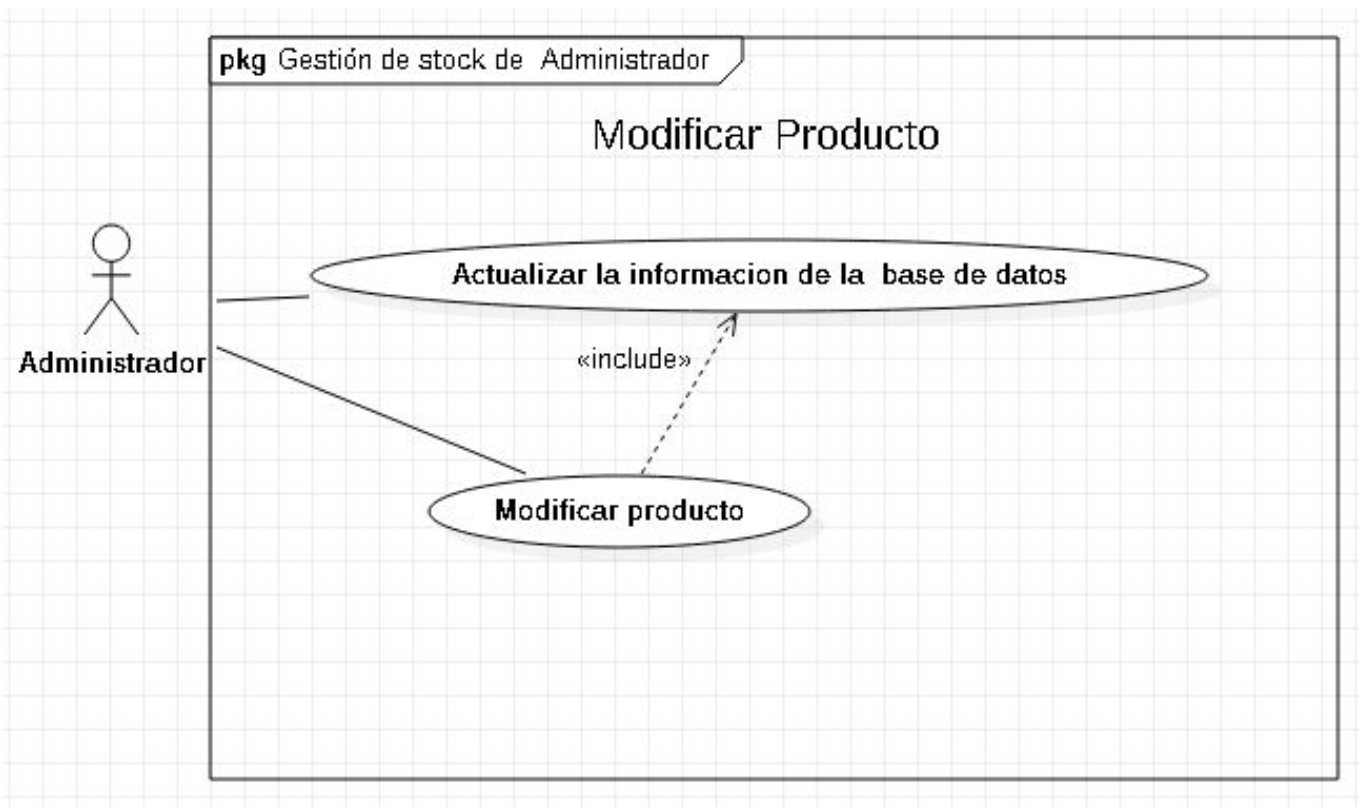 pkg Gestión de stock de Administrador
Modificar Producto
Actualizar la informacion de la base de datos
«include»
Administrador
Modificar producto